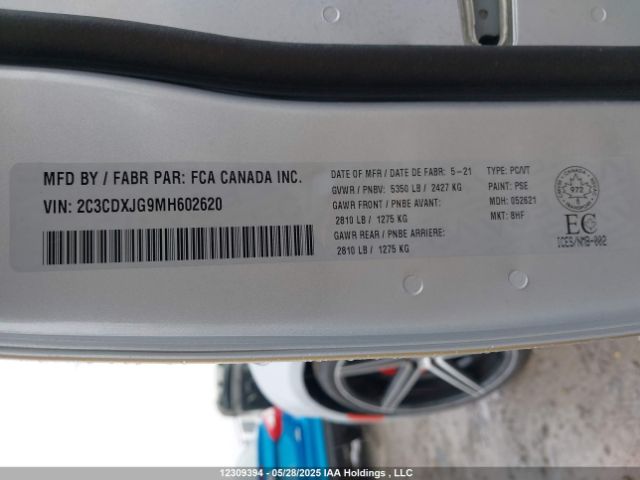 MFD BY / FABR PAR: FCA CANADA INC.
VIN: 2C3CDXJG9MH602620
DATE OF MFR / DATE DE FABR: 5-21
GVWR / PNBV: 5350 LB / 2427 KG
GAWR FRONT / PNBE AVANT:
2810 LB / 1275 KG
GAWR REAR / PNBE ARRIERE:
2810 LB / 1275 KG
TYPE: PC/VT
PAINT: PSE
MDH: 052621
MKT: 8HF
972
6
EC
ICES/NMB-002
12309394 - 05/28/2025 IAA Holdings , LLC